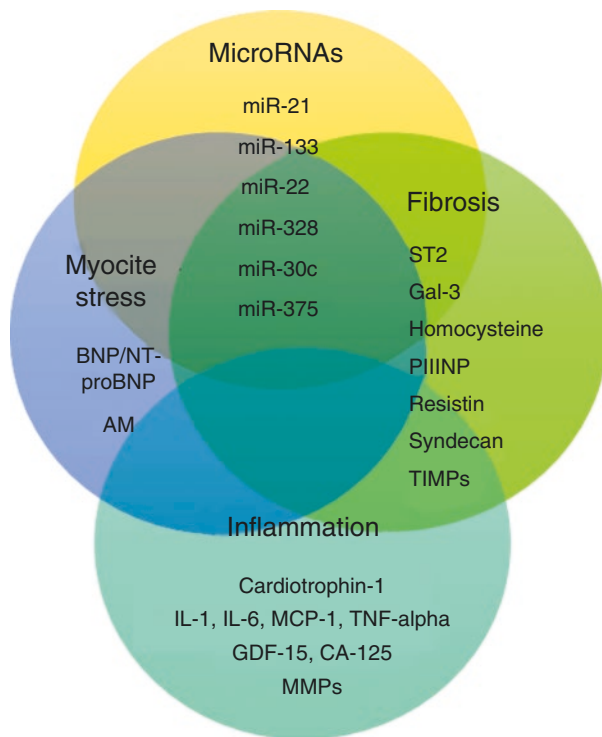 MicroRNAs
miR-21
miR-133
miR-22
miR-328
miR-30c
miR-375
Myocite
stress
BNP/NT-
proBNP
AM
Fibrosis
ST2
Gal-3
Homocysteine
PIIINP
Resistin
Syndecan
TIMPs
Inflammation
Cardiotrophin-1
IL-1, IL-6, MCP-1, TNF-alpha
GDF-15, CA-125
MMPs